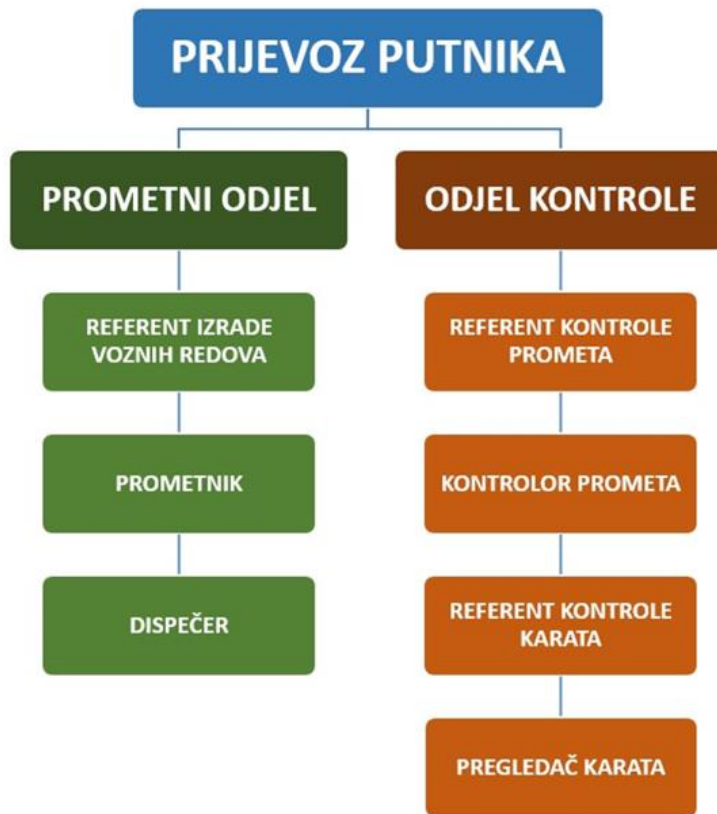 PRIJEVOZ PUTNIKA
PROMETNI ODJEL
REFERENT IZRADE
VOZNIH REDOVA
PROMETNIK
DISPEČER
ODJEL KONTROLE
REFERENT KONTROLE
PROMETA
KONTROLOR PROMETA
REFERENT KONTROLE
KARATA
PREGLEDAČ KARATA